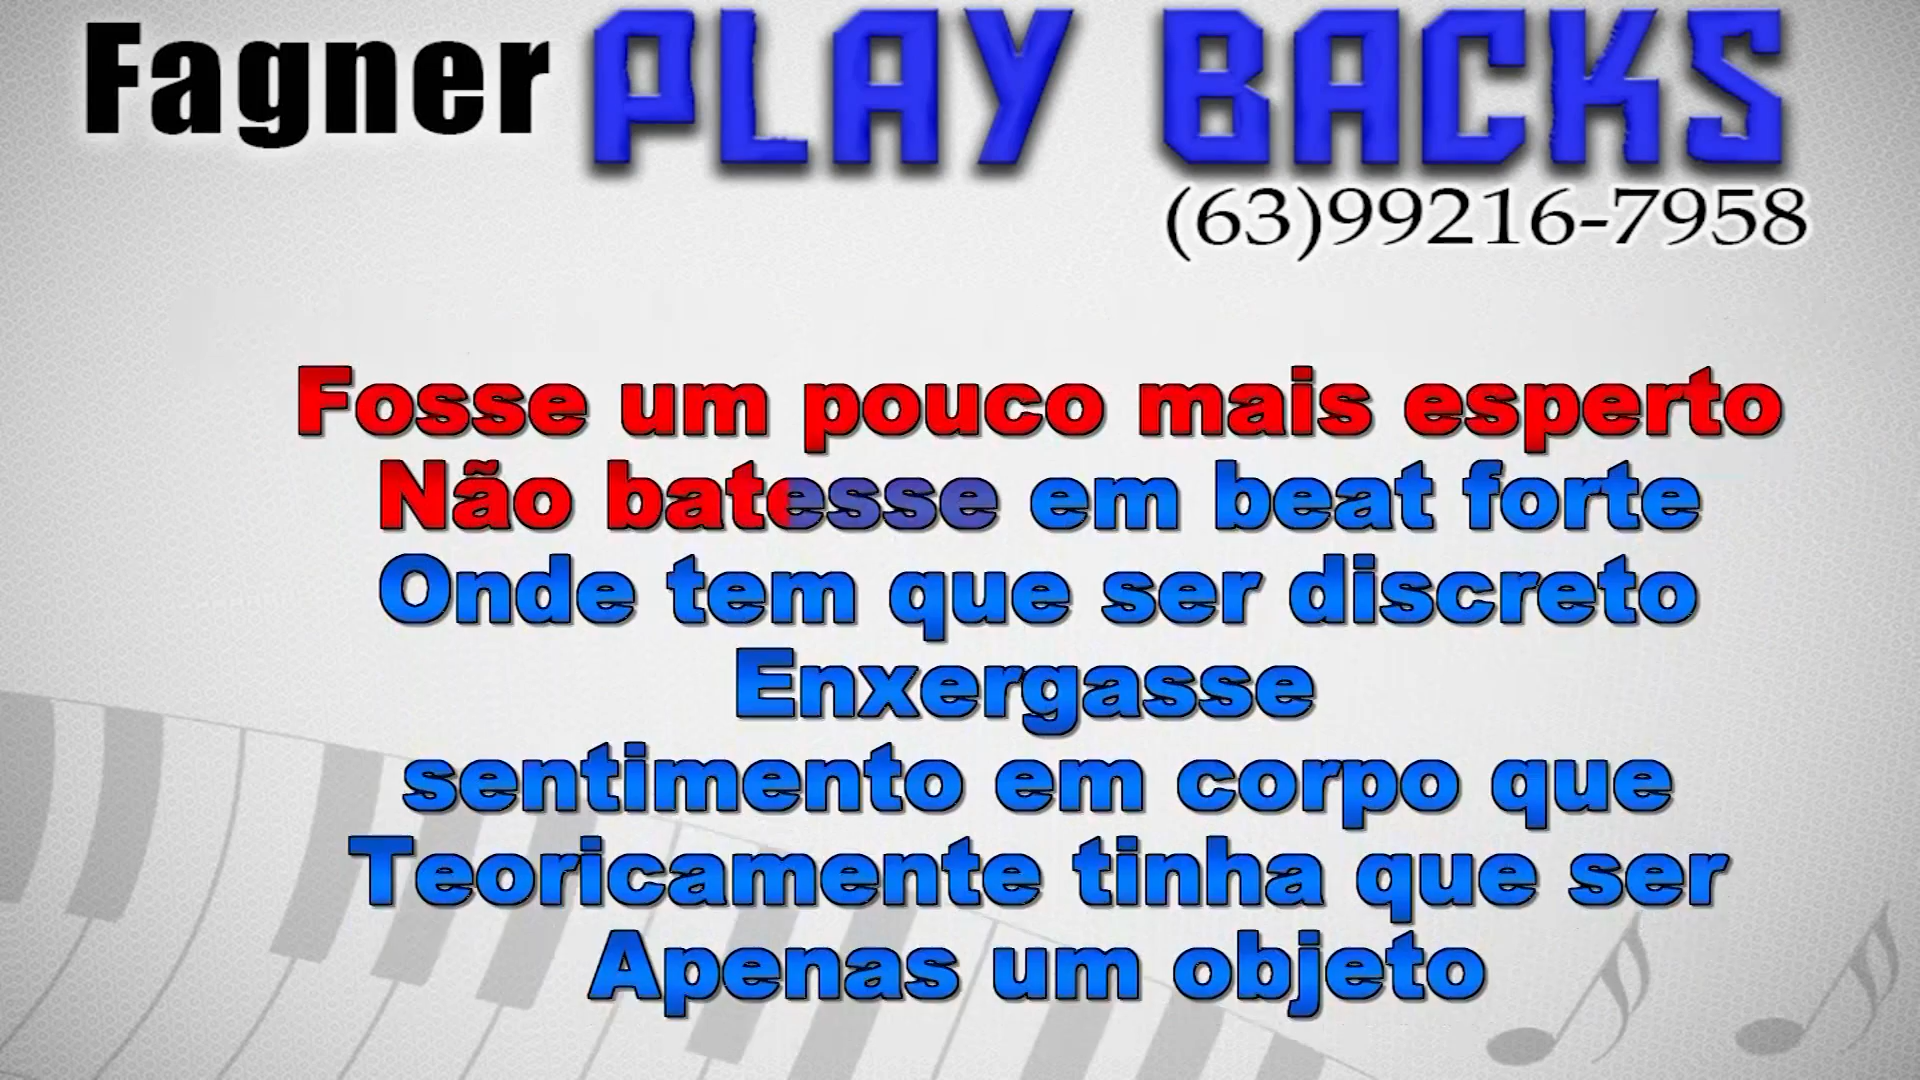 Fagner PLAY BACKS
(63)99216-7958
Fosse um pouco mais esperto
Não batesse em beat forte
Onde tem que ser discreto
Enxergasse
sentimento em corpo que
Teoricamente tinha que ser
Apenas um objeto